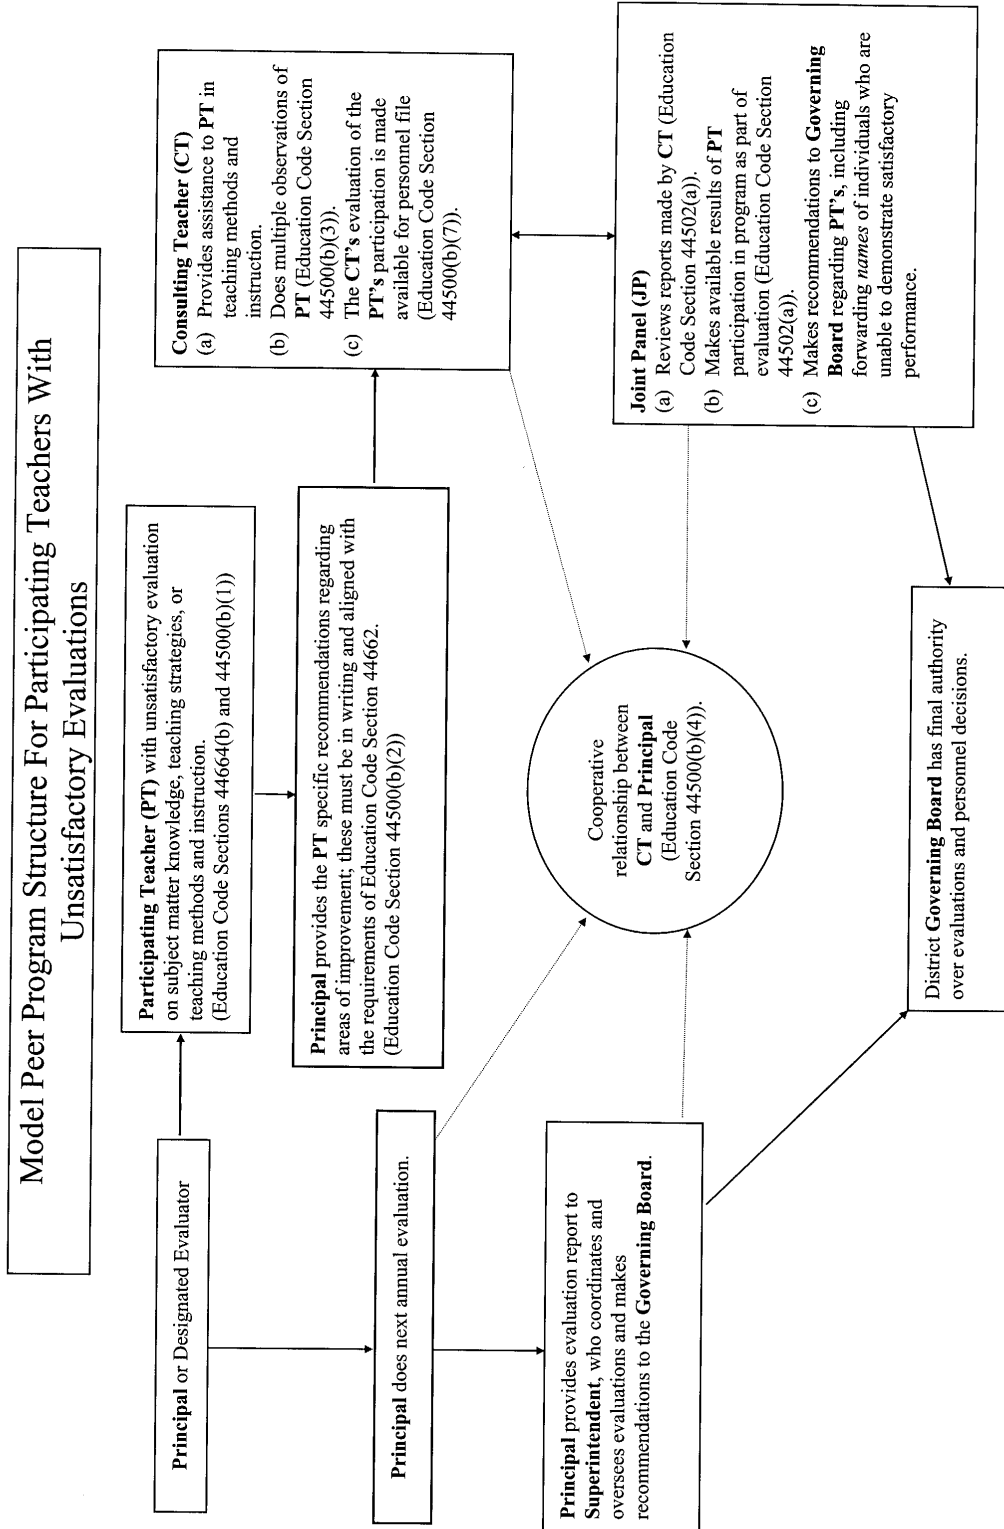 Model Peer Program Structure For Participating Teachers With
Unsatisfactory Evaluations
Principal or Designated Evaluator
Participating Teacher (PT) with unsatisfactory evaluation
on subject matter knowledge, teaching strategies, or
teaching methods and instruction.
(Education Code Sections 44664(b) and 44500(b)(1))
Consulting Teacher (CT)
(a) Provides assistance to PT in
teaching methods and
instruction.
(b) Does multiple observations of
PT (Education Code Section
44500(b)(3)).
(c) The CT's evaluation of the
PT's participation is made
available for personnel file
(Education Code Section
44500(b)(7)).
Principal provides the PT specific recommendations regarding
areas of improvement; these must be in writing and aligned with
the requirements of Education Code Section 44662.
(Education Code Section 44500(b)(2))
Principal does next annual evaluation.
Cooperative
relationship between
CT and Principal
(Education Code
Section 44500(b)(4)).
Principal provides evaluation report to
Superintendent, who coordinates and
oversees evaluations and makes
recommendations to the Governing Board.
Joint Panel (JP)
(a) Reviews reports made by CT (Education
Code Section 44502(a)).
(b) Makes available results of PT
participation in program as part of
evaluation (Education Code Section
44502(a)).
(c) Makes recommendations to Governing
Board regarding PT's, including
forwarding names of individuals who are
unable to demonstrate satisfactory
performance.
District Governing Board has final authority
over evaluations and personnel decisions.